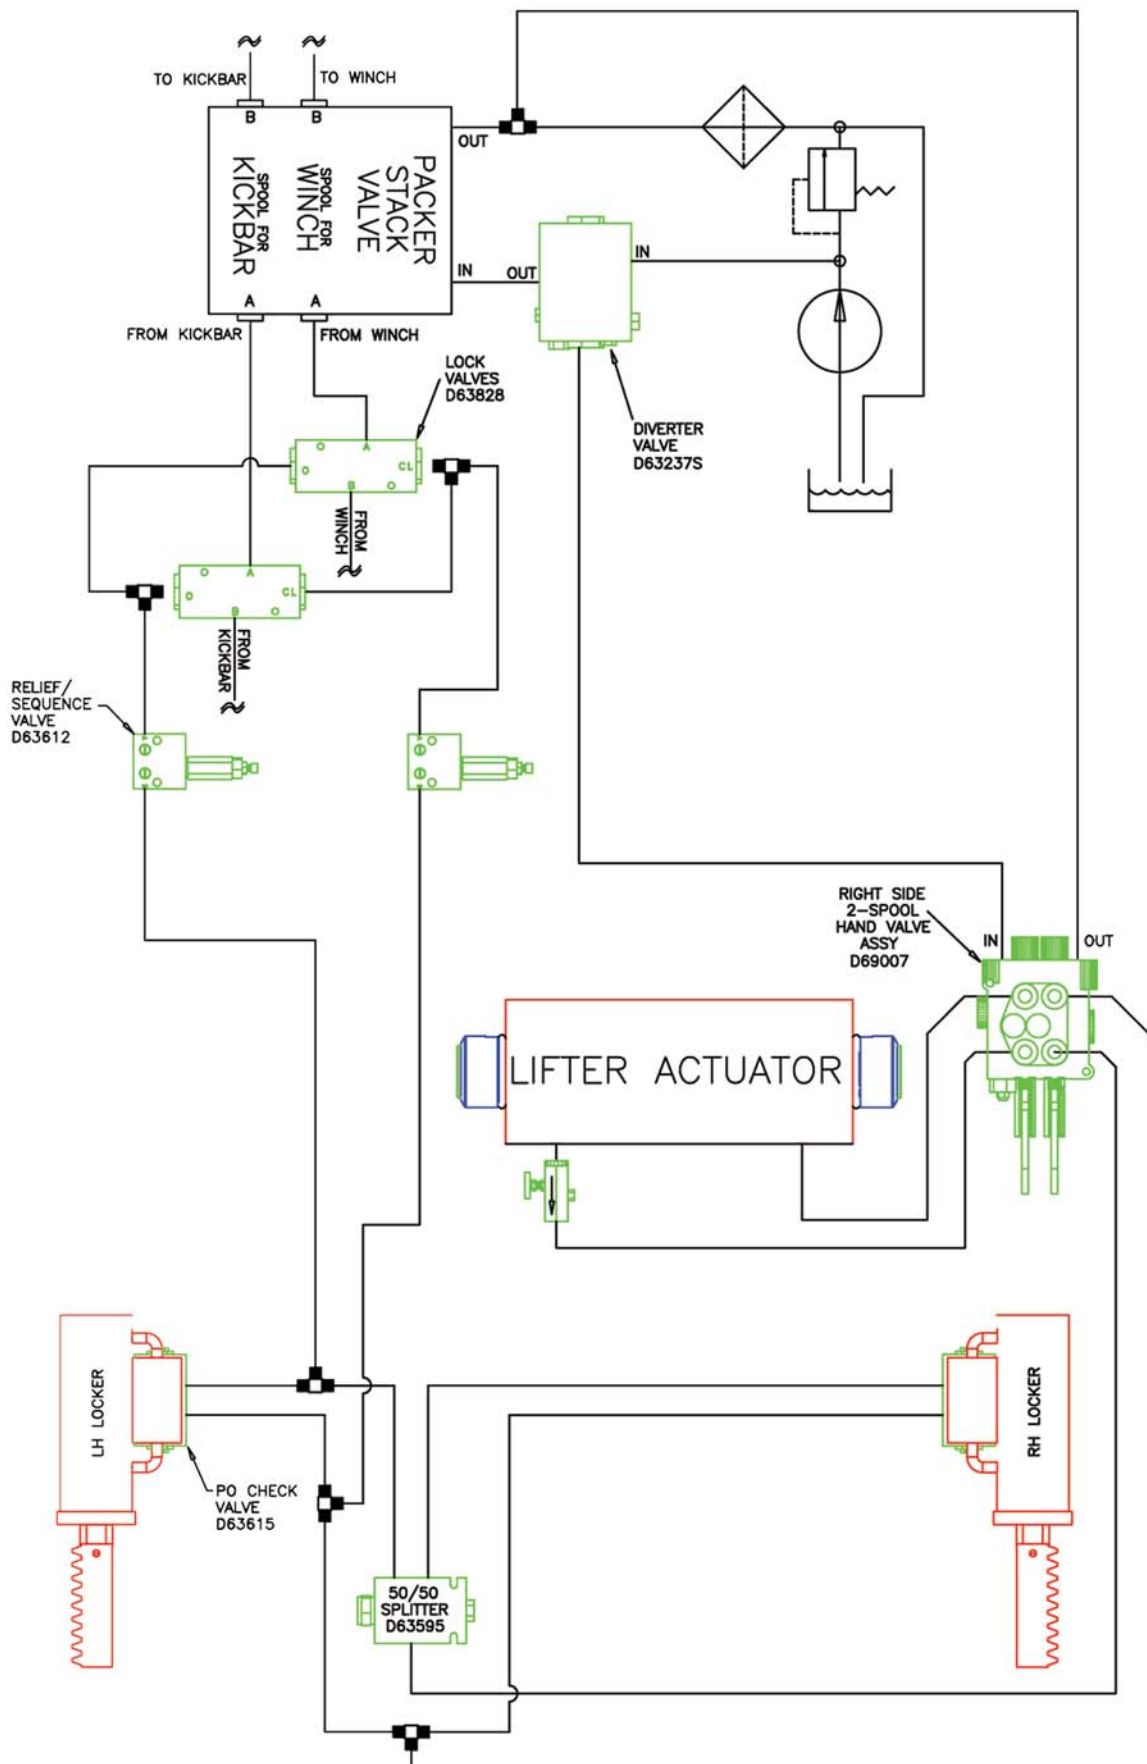 TO KICKBAR
TO WINCH
B
B
OUT
PACKER
STACK
VALVE
SPOOL FOR
WINCH
SPOOL FOR
KICKBAR
IN
OUT
IN
A
A
FROM KICKBAR
FROM WINCH
LOCK
VALVES
D63828
DIVERTER
VALVE
D63237S
A
O
CL
B
FROM
WINCH
A
O
CL
B
FROM
KICKBAR
RELIEF/
SEQUENCE
VALVE
D63612
RIGHT SIDE
2-SPOOL
HAND VALVE
ASSY
D69007
IN
OUT
LIFTER ACTUATOR
LH LOCKER
RH LOCKER
PO CHECK
VALVE
D63615
50/50
SPLITTER
D63595